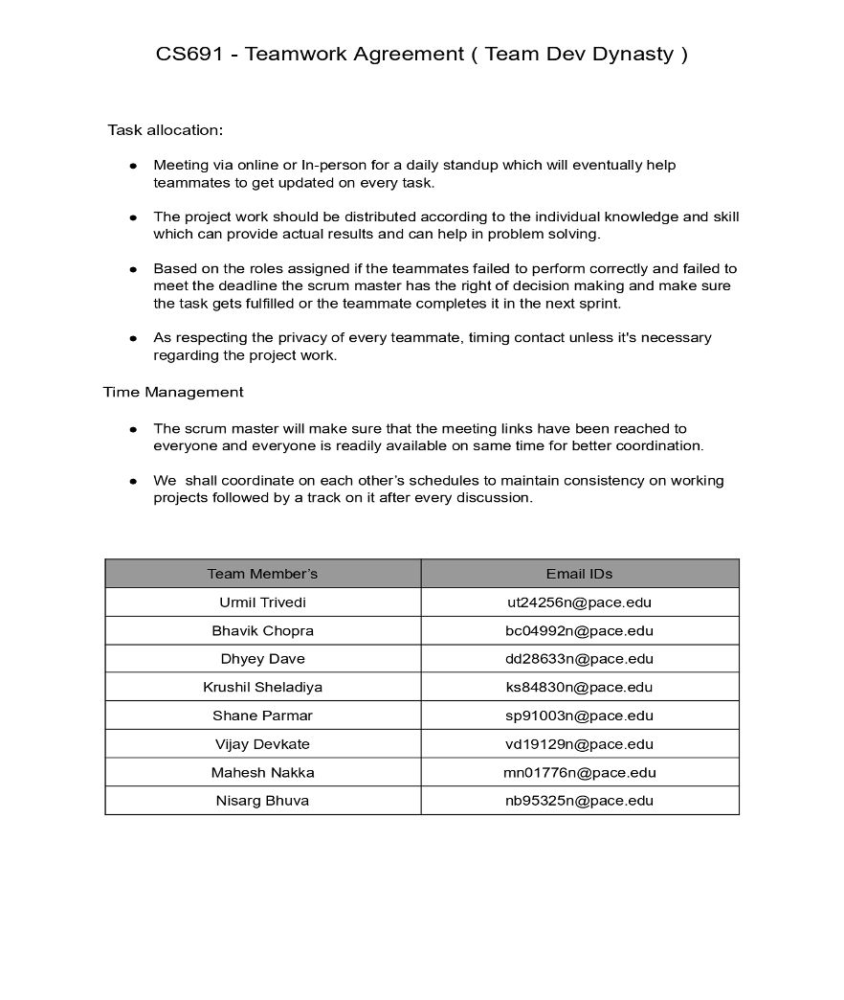 CS691 - Teamwork Agreement ( Team Dev Dynasty )
Task allocation:
● Meeting via online or In-person for a daily standup which will eventually help
teammates to get updated on every task.
● The project work should be distributed according to the individual knowledge and skill
which can provide actual results and can help in problem solving.
● Based on the roles assigned if the teammates failed to perform correctly and failed to
meet the deadline the scrum master has the right of decision making and make sure
the task gets fulfilled or the teammate completes it in the next sprint.
● As respecting the privacy of every teammate, timing contact unless it's necessary
regarding the project work.
Time Management
● The scrum master will make sure that the meeting links have been reached to
everyone and everyone is readily available on same time for better coordination.
● We  shall coordinate on each other’s schedules to maintain consistency on working
projects followed by a track on it after every discussion.
Team Member’s Email IDs
Urmil Trivedi ut24256n@pace.edu
Bhavik Chopra bc04992n@pace.edu
Dhyey Dave dd28633n@pace.edu
Krushil Sheladiya ks84830n@pace.edu
Shane Parmar sp91003n@pace.edu
Vijay Devkate vd19129n@pace.edu
Mahesh Nakka mn01776n@pace.edu
Nisarg Bhuva nb95325n@pace.edu